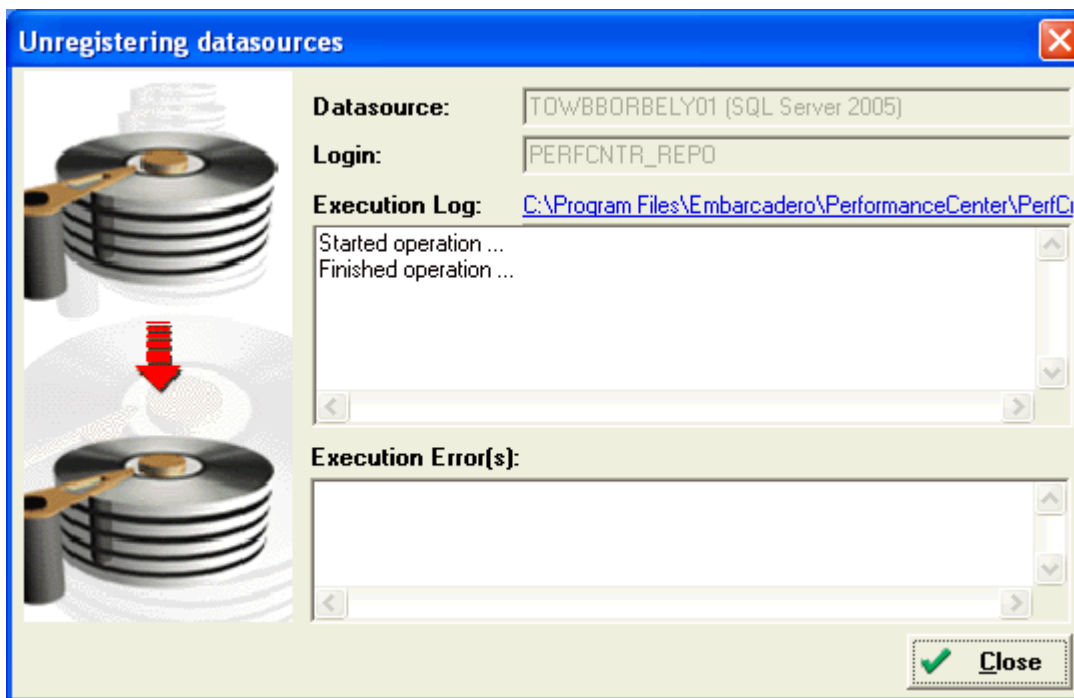 Unregistering datasources
Datasource: TOWBBORBELY01 (SQL Server 2005)
Login: PERFCNTR_REPO
Execution Log: C:\Program Files\Embarcadero\PerformanceCenter\PerfC
Started operation ...
Finished operation ...
Execution Error(s):
Close